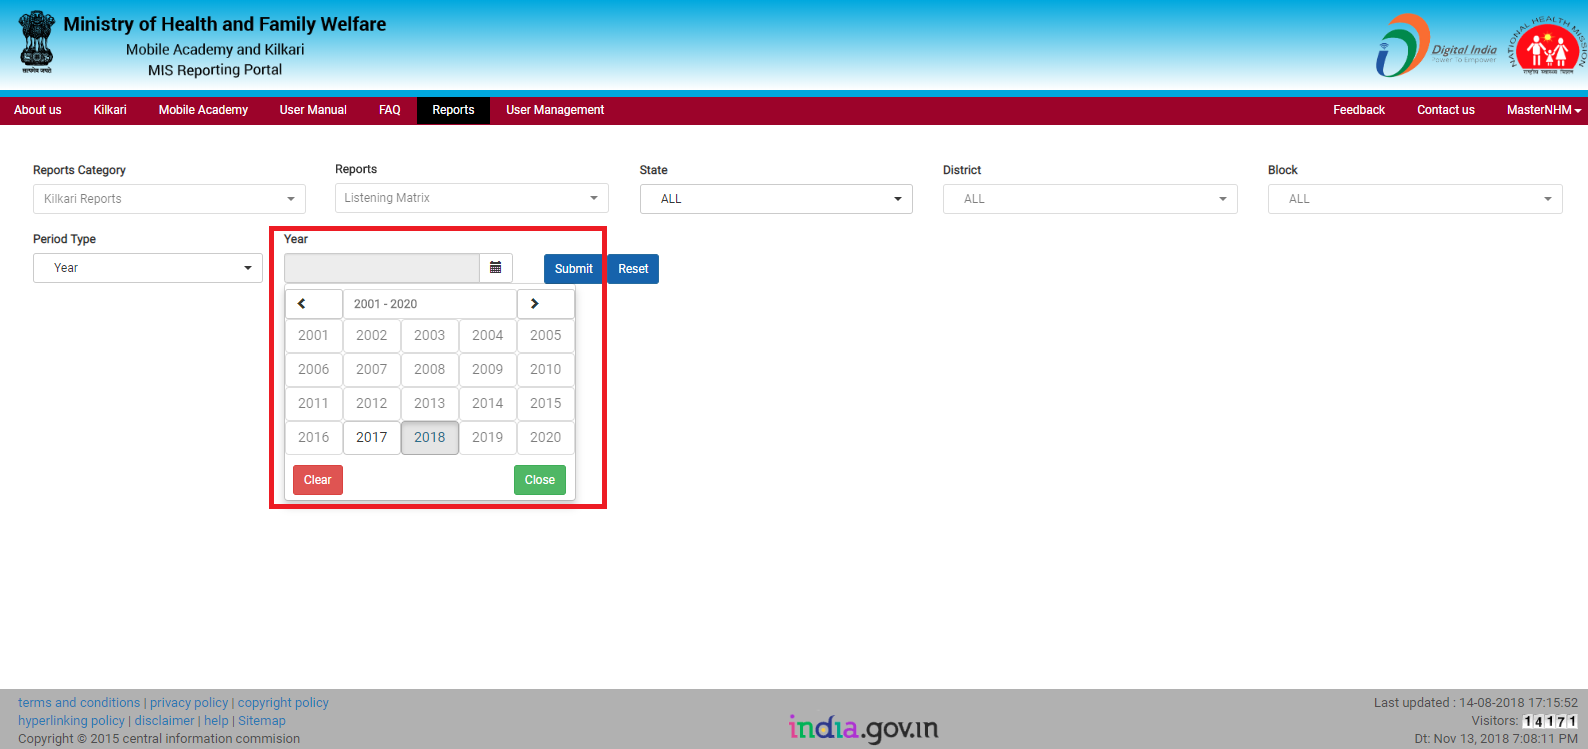 Ministry of Health and Family Welfare
Mobile Academy and Kilkari
MIS Reporting Portal
सत्यमेव जयते
Digital India
Power To Empower
NATIONAL HEALTH MISSION
राष्ट्रीय स्वास्थ्य मिशन
About us Kilkari Mobile Academy User Manual FAQ Reports User Management Feedback Contact us MasterNHM
Reports Category Reports State District Block
Kilkari Reports Listening Matrix ALL ALL ALL
Period Type Year
Year Submit Reset
2001 - 2020
2001 2002 2003 2004 2005
2006 2007 2008 2009 2010
2011 2012 2013 2014 2015
2016 2017 2018 2019 2020
Clear Close
terms and conditions | privacy policy | copyright policy
hyperlinking policy | disclaimer | help | Sitemap
Copyright © 2015 central information commision
india.gov.in
Last updated : 14-08-2018 17:15:52
Visitors: 14171
Dt: Nov 13, 2018 7:08:11 PM